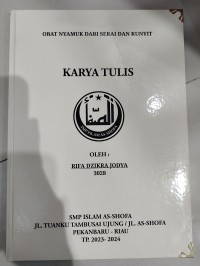 OBAT NYAMUK DARI SERAI DAN KUNYIT
KARYA TULIS
OLEH :
RIFA DZIKRA JODYA
3028
SMP ISLAM AS-SHOFA
JL. TUANKU TAMBUSAI UJUNG / JL. AS-SHOFA
PEKANBARU - RIAU
TP. 2023- 2024